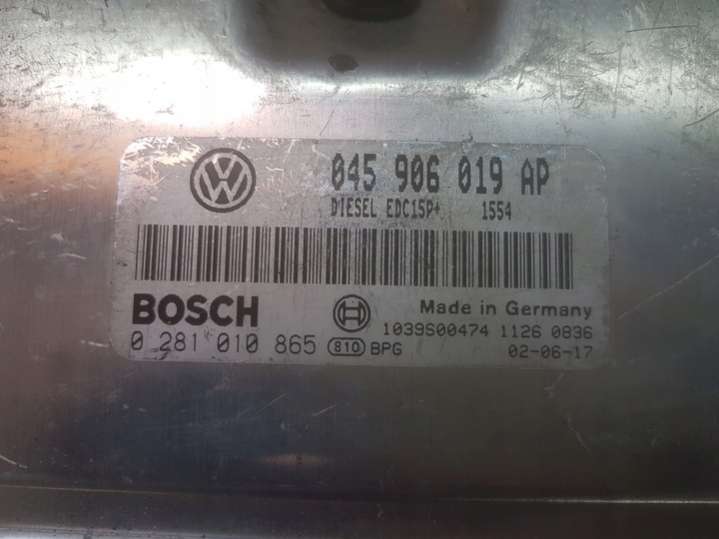 045 906 019 AP
DIESEL EDC15P+ 1554
BOSCH Made in Germany
0 281 010 865 810 BPG 1039S00474 1126 0836
02-06-17